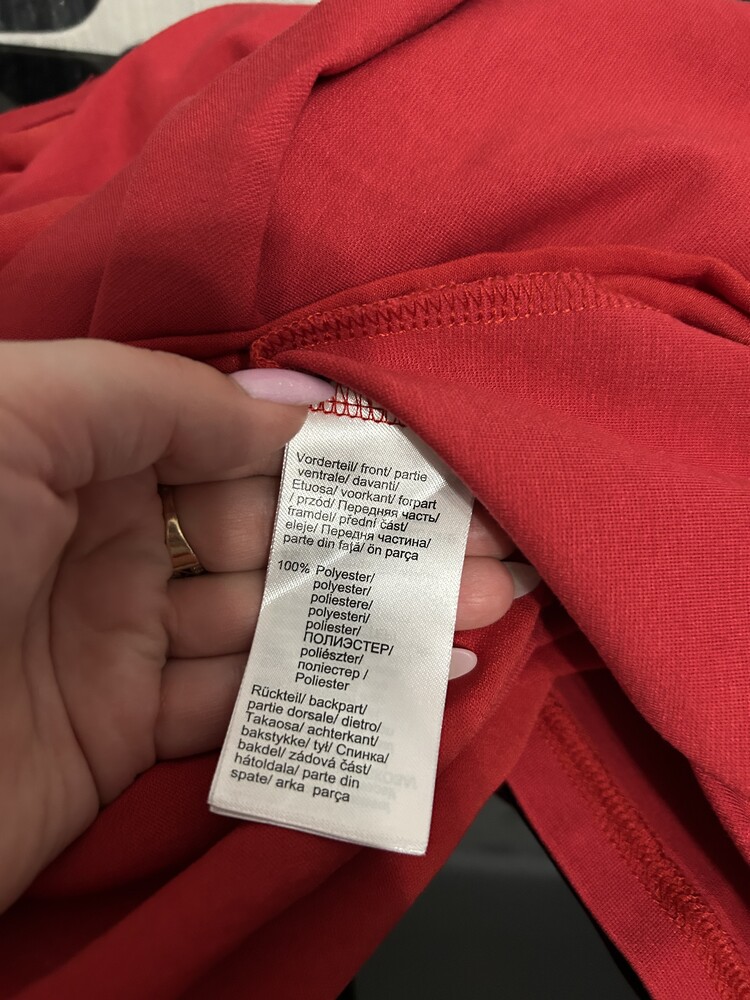 Vorderteil/ front/ partie
ventrale/ davanti/
Etuosa/ voorkant/ forpart
/ przód/ Передняя часть/
framdel/ přední část/
eleje/ Передня частина/
parte din faţă/ ön parça
100% Polyester/
polyester/
poliestere/
polyesteri/
poliester/
ПОЛИЭСТЕР/
poliészter/
поліестер /
Poliester
Rückteil/ backpart/
partie dorsale/ dietro/
Takaosa/ achterkant/
bakstykke/ tył/ Спинка/
bakdel/ zádová část/
hátoldala/ parte din
spate/ arka parça